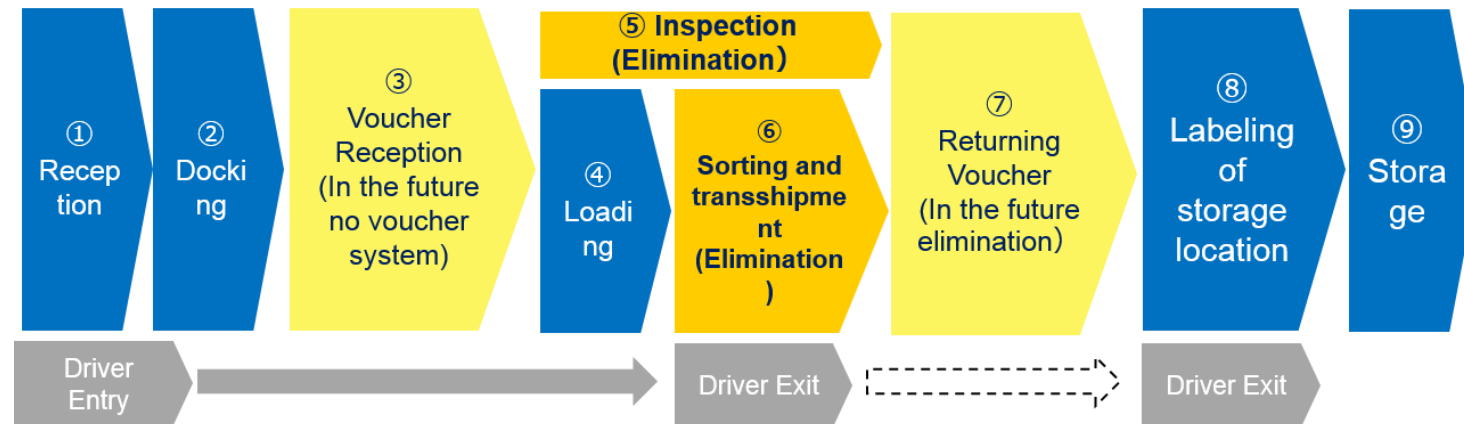 ①
Recep
tion
②
Docki
ng
③
Voucher
Reception
(In the future
no voucher
system)
⑤ Inspection
(Elimination）
④
Loadi
ng
⑥
Sorting and
transshipme
nt
(Elimination
)
⑦
Returning
Voucher
(In the future
elimination）
⑧
Labeling
of
storage
location
⑨
Stora
ge
Driver
Entry
Driver Exit
Driver Exit